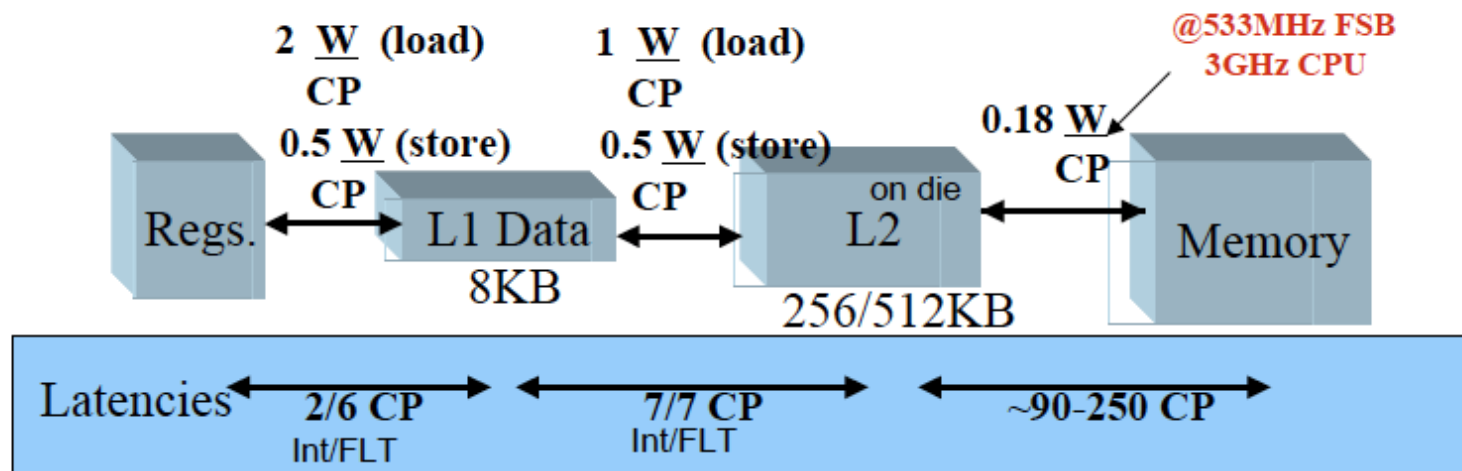 2 W (load)
CP
0.5 W (store)
CP
1 W (load)
CP
0.5 W (store)
CP
@533MHz FSB
3GHz CPU
0.18 W
CP
Regs.
L1 Data
8KB
on die
L2
256/512KB
Memory
Latencies
2/6 CP
Int/FLT
7/7 CP
Int/FLT
~90-250 CP